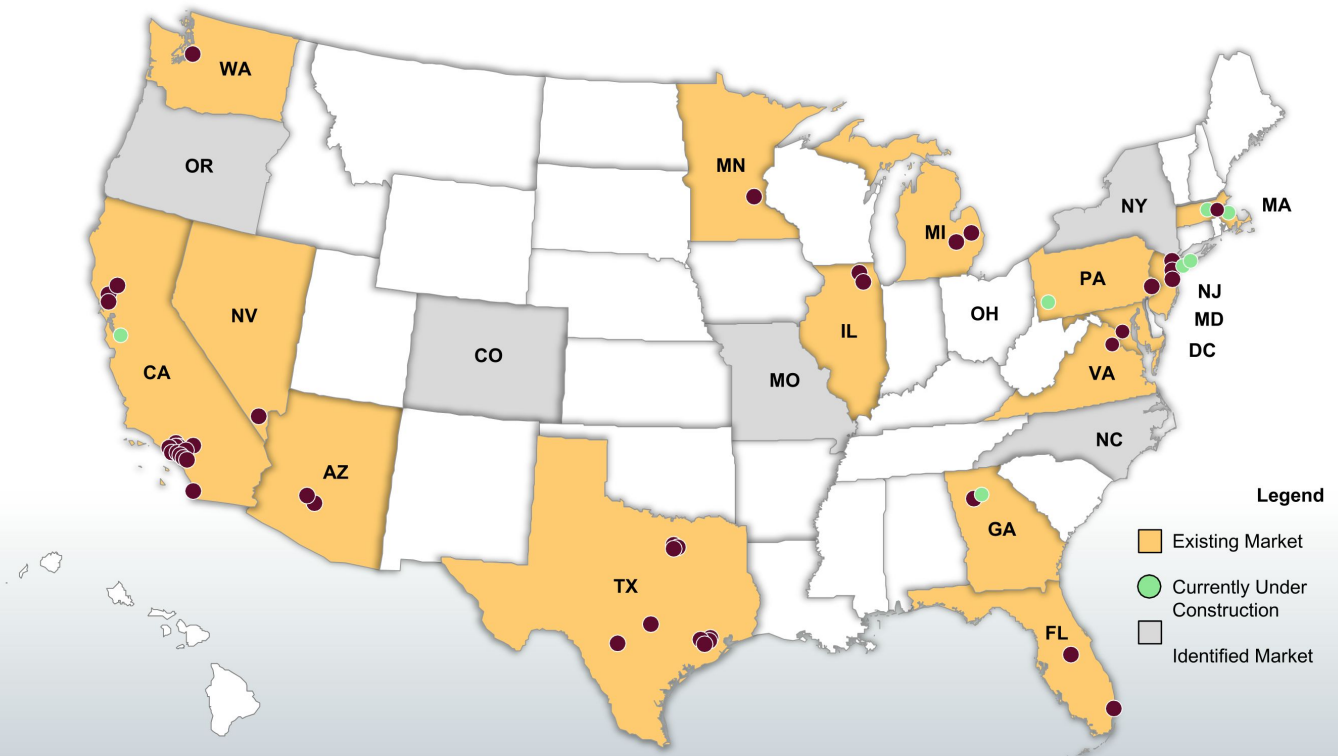 WA
OR
MN
NY
MA
MI
PA
NJ
MD
DC
NV
OH
IL
CO
CA
MO
VA
NC
AZ
Legend
GA
Existing Market
TX
Currently Under
Construction
FL
Identified Market